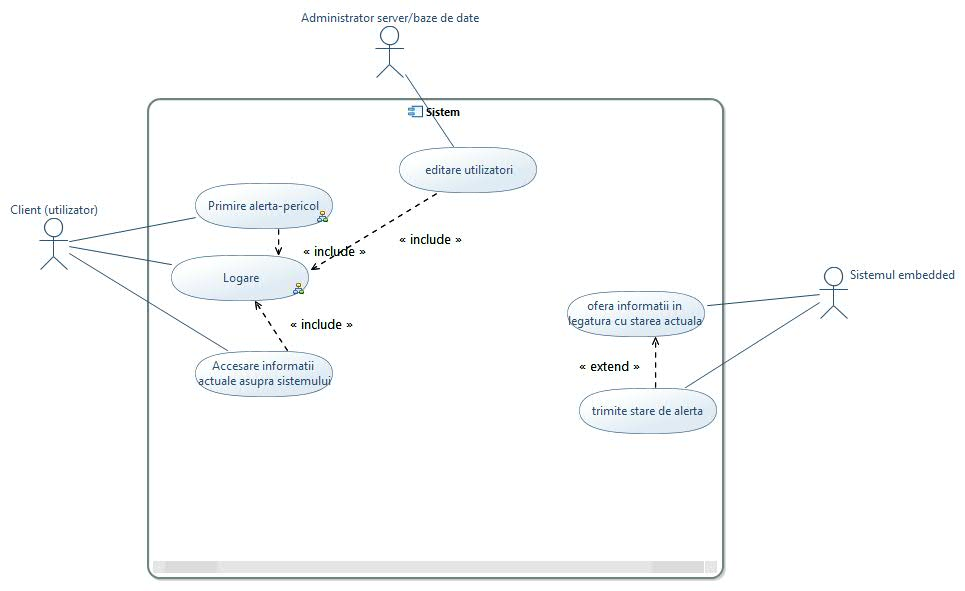 Administrator server/baze de date
Sistem
editare utilizatori
Primire alerta-pericol
Client (utilizator)
« include »
« include »
Logare
Sistemul embedded
ofera informatii in
legatura cu starea actuala
« include »
Accesare informatii
actuale asupra sistemului
« extend »
trimite stare de alerta